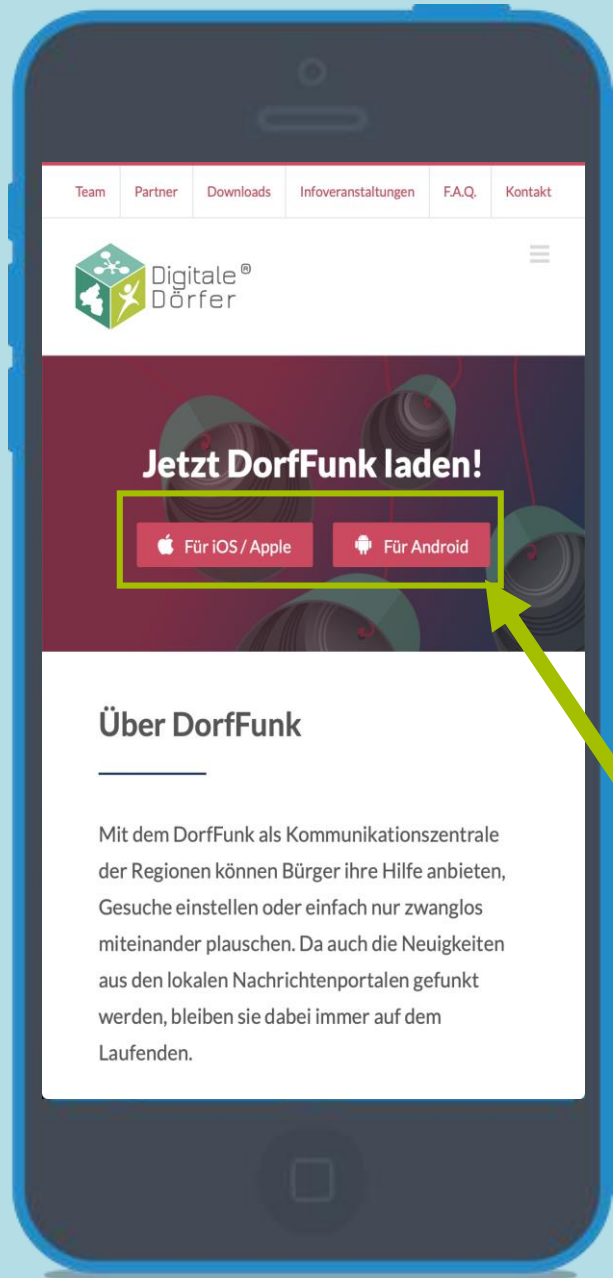 Team Partner Downloads Infoveranstaltungen F.A.Q. Kontakt
Digitale®
Dörfer
Jetzt DorfFunk laden!
Für iOS / Apple Für Android
Über DorfFunk
Mit dem DorfFunk als Kommunikationszentrale
der Regionen können Bürger ihre Hilfe anbieten,
Gesuche einstellen oder einfach nur zwanglos
miteinander plauschen. Da auch die Neuigkeiten
aus den lokalen Nachrichtenportalen gefunkt
werden, bleiben sie dabei immer auf dem
Laufenden.